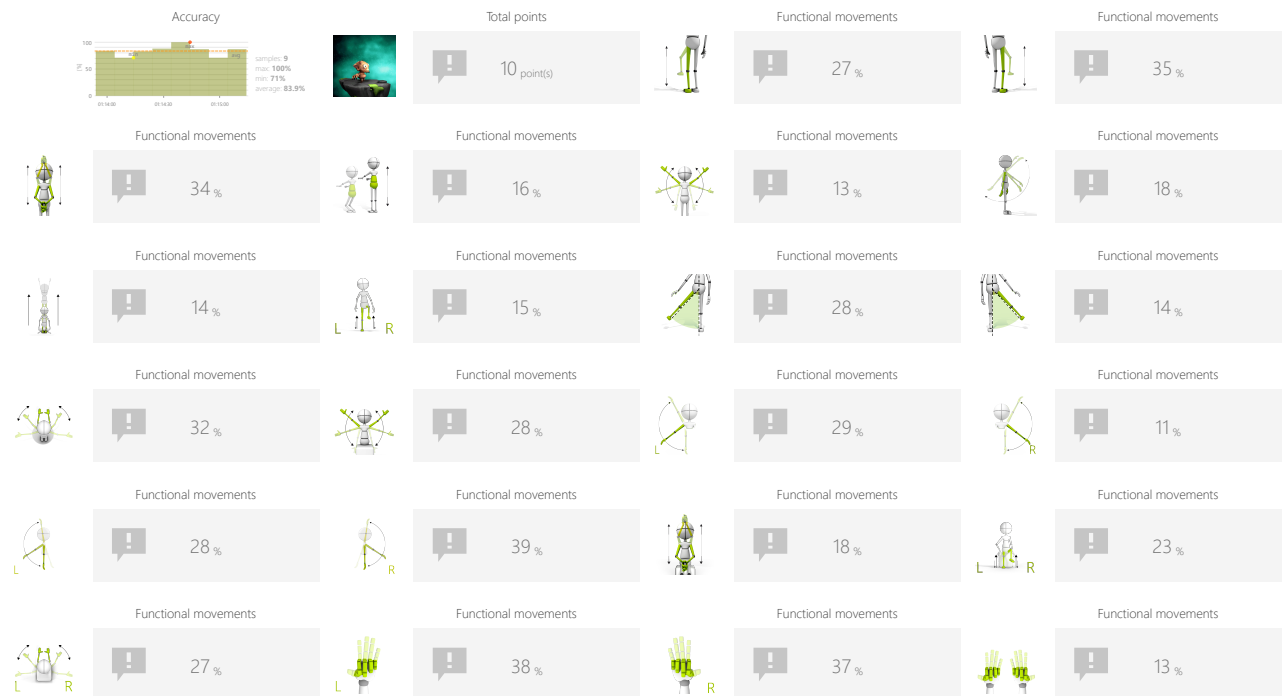 Accuracy
Total points
Functional movements
Functional movements
100
50
0
[%]
01:14:00
01:14:30
01:15:00
avg
samples: 9
max: 100%
min: 71%
average: 83.9%
10 point(s)
27 %
35 %
Functional movements
Functional movements
Functional movements
Functional movements
34 %
16 %
13 %
18 %
Functional movements
Functional movements
Functional movements
Functional movements
14 %
L R
15 %
28 %
14 %
Functional movements
Functional movements
Functional movements
Functional movements
32 %
28 %
L
29 %
R
11 %
Functional movements
Functional movements
Functional movements
Functional movements
L
28 %
R
39 %
18 %
L R
23 %
Functional movements
Functional movements
Functional movements
Functional movements
L R
27 %
L
38 %
R
37 %
13 %